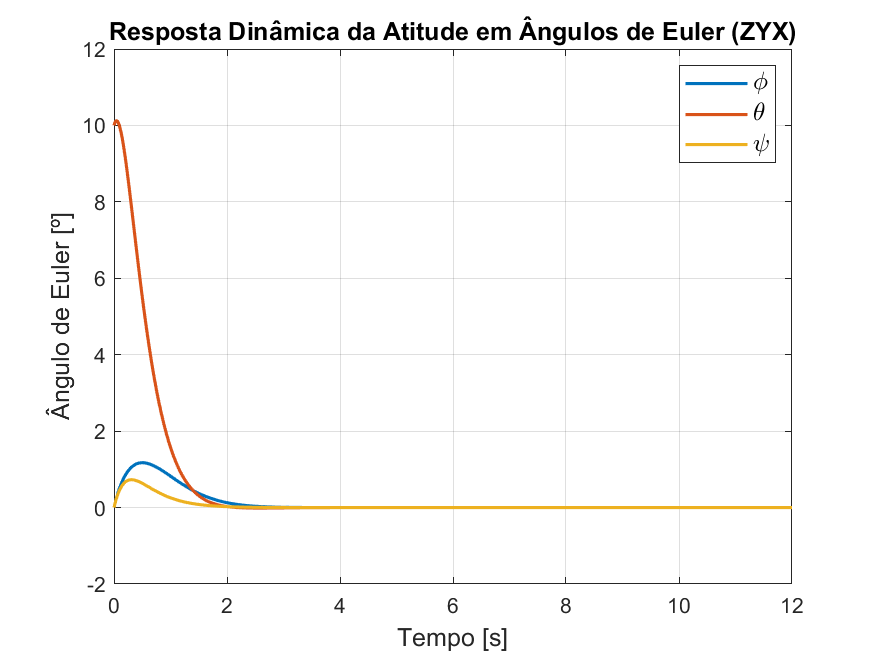 Resposta Dinâmica da Atitude em Ângulos de Euler (ZYX)
12
10
8
6
4
2
0
-2
Ângulo de Euler [º]
ϕ
θ
ψ
0 2 4 6 8 10 12
Tempo [s]